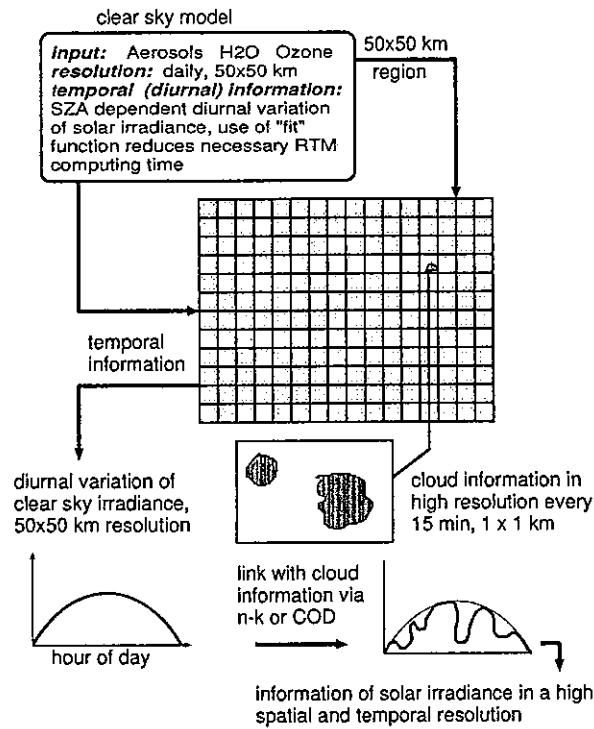 clear sky model
input: Aerosols H2O Ozone
resolution: daily, 50x50 km
temporal (diurnal) information:
SZA dependent diurnal variation
of solar irradiance, use of "fit"
function reduces necessary RTM
computing time
50x50 km
region
temporal
information
diurnal variation of
clear sky irradiance,
50x50 km resolution
cloud information in
high resolution every
15 min, 1 x 1 km
link with cloud
information via
n-k or COD
hour of day
information of solar irradiance in a high
spatial and temporal resolution